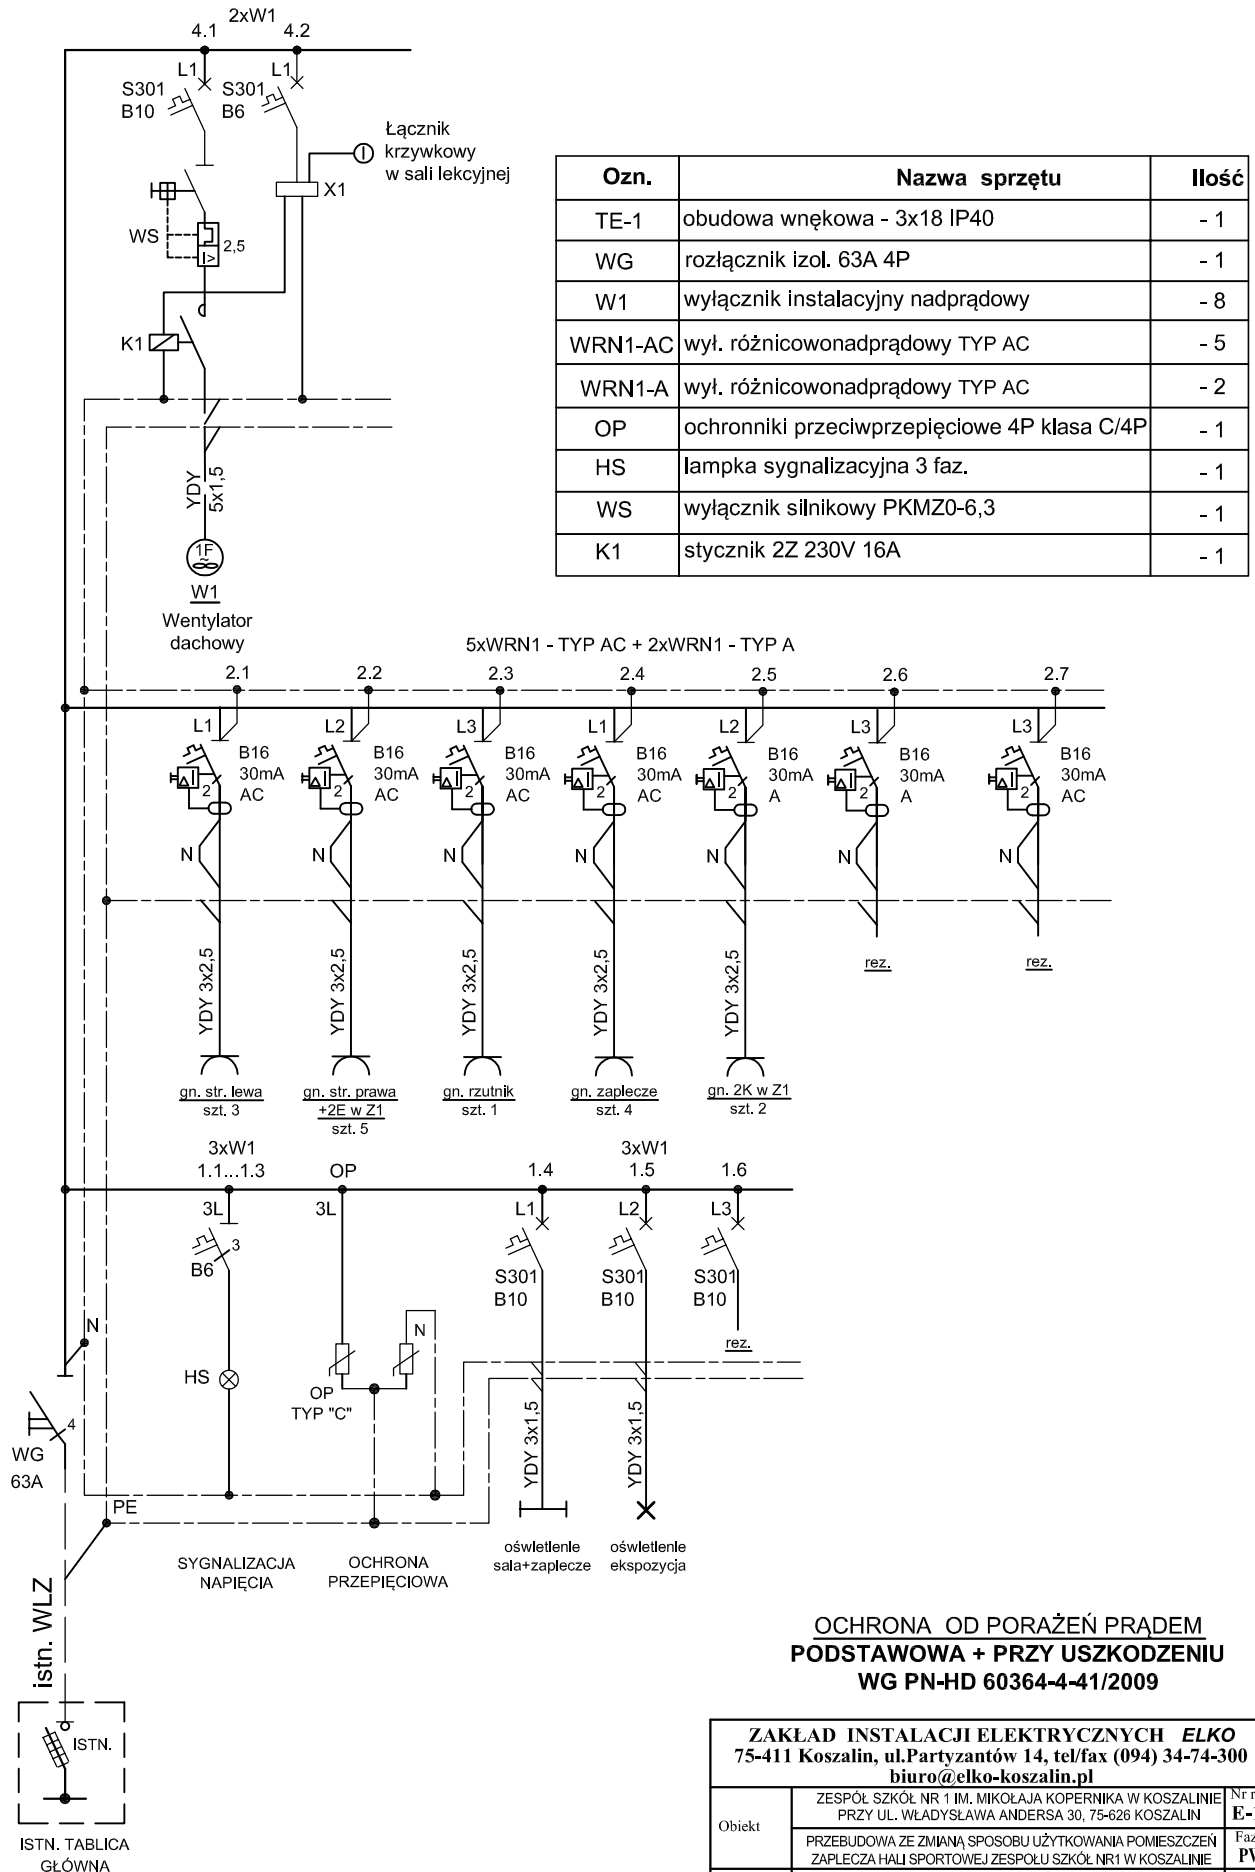 2xW1
4.1 4.2
L1 L1
S301 S301
B10 B6
Łącznik
krzywkowy
w sali lekcyjnej
X1
WS
2,5
I>
K1
YDY
5x1,5
1F
W1
Wentylator
dachowy
Ozn. Nazwa sprzętu Ilość
TE-1 obudowa wnękowa - 3x18 IP40 - 1
WG rozłącznik izol. 63A 4P - 1
W1 wyłącznik instalacyjny nadprądowy - 8
WRN1-AC wył. różnicowonadprądowy TYP AC - 5
WRN1-A wył. różnicowonadprądowy TYP AC - 2
OP ochronniki przeciwprzepięciowe 4P klasa C/4P - 1
HS lampka sygnalizacyjna 3 faz. - 1
WS wyłącznik silnikowy PKMZ0-6,3 - 1
K1 stycznik 2Z 230V 16A - 1
5xWRN1 - TYP AC + 2xWRN1 - TYP A
2.1 2.2 2.3 2.4 2.5 2.6 2.7
L1 L2 L3 L1 L2 L3 L3
B16 B16 B16 B16 B16 B16 B16
30mA 30mA 30mA 30mA 30mA 30mA 30mA
AC AC AC AC A A AC
2 2 2 2 2 2 2
N N N N N N N
YDY 3x2,5 YDY 3x2,5 YDY 3x2,5 YDY 3x2,5 YDY 3x2,5
rez. rez.
gn. str. lewa
szt. 3
gn. str. prawa
+2E w Z1
szt. 5
gn. rzutnik
szt. 1
gn. zaplecze
szt. 4
gn. 2K w Z1
szt. 2
3xW1 3xW1
1.1...1.3 OP 1.4 1.5 1.6
3L 3L L1 L2 L3
3
B6
S301 S301 S301
B10 B10 B10
rez.
N
N
HS
OP
TYP "C"
YDY 3x1,5 YDY 3x1,5
4
WG
63A
PE
SYGNALIZACJA
NAPIĘCIA
OCHRONA
PRZEPIĘCIOWA
oświetlenie
sala+zaplecze
oświetlenie
ekspozycja
istn. WLZ
ISTN.
ISTN. TABLICA
GŁÓWNA
OCHRONA OD PORAŻEŃ PRĄDEM
PODSTAWOWA + PRZY USZKODZENIU
WG PN-HD 60364-4-41/2009
ZAKŁAD INSTALACJI ELEKTRYCZNYCH ELKO
75-411 Koszalin, ul.Partyzantów 14, tel/fax (094) 34-74-300
biuro@elko-koszalin.pl
Obiekt
ZESPÓŁ SZKÓŁ NR 1 IM. MIKOŁAJA KOPERNIKA W KOSZALINIE
PRZY UL. WŁADYSŁAWA ANDERSA 30, 75-626 KOSZALIN
PRZEBUDOWA ZE ZMIANĄ SPOSOBU UŻYTKOWANIA POMIESZCZEŃ
ZAPLECZA HALI SPORTOWEJ ZESPOŁU SZKÓŁ NR1 W KOSZALINIE
Nr